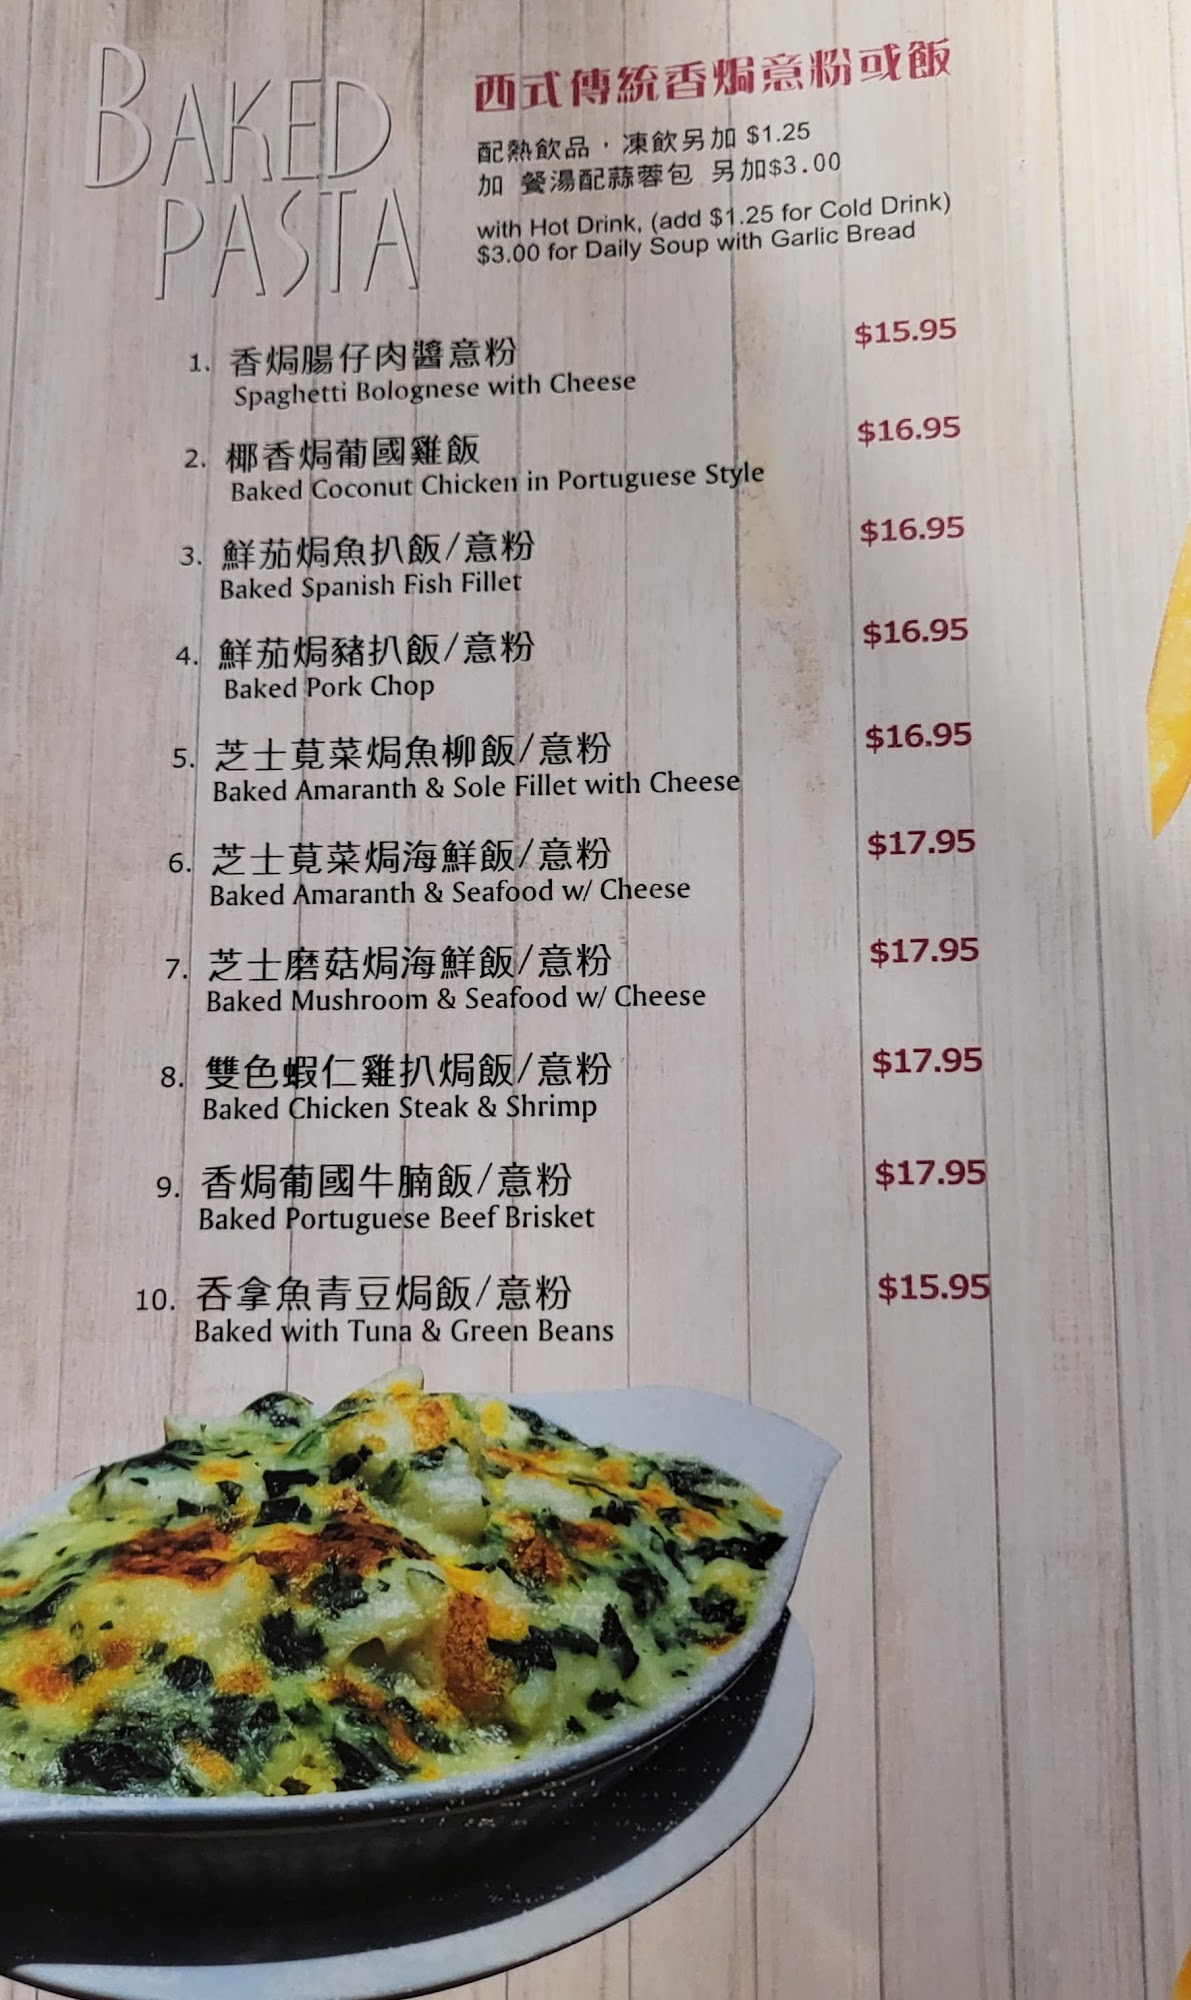 BAKED
PASTA
西式傳統香焗意粉或飯
配熱飲品，凍飲另加 $1.25
加 餐湯配蒜蓉包 另加$3.00
with Hot Drink, (add $1.25 for Cold Drink)
$3.00 for Daily Soup with Garlic Bread
1. 香焗腸仔肉醬意粉 $15.95
Spaghetti Bolognese with Cheese
2. 椰香焗葡國雞飯 $16.95
Baked Coconut Chicken in Portuguese Style
3. 鮮茄焗魚扒飯/意粉 $16.95
Baked Spanish Fish Fillet
4. 鮮茄焗豬扒飯/意粉 $16.95
Baked Pork Chop
5. 芝士莧菜焗魚柳飯/意粉 $16.95
Baked Amaranth & Sole Fillet with Cheese
6. 芝士莧菜焗海鮮飯/意粉 $17.95
Baked Amaranth & Seafood w/ Cheese
7. 芝士磨菇焗海鮮飯/意粉 $17.95
Baked Mushroom & Seafood w/ Cheese
8. 雙色蝦仁雞扒焗飯/意粉 $17.95
Baked Chicken Steak & Shrimp
9. 香焗葡國牛腩飯/意粉 $17.95
Baked Portuguese Beef Brisket
10. 吞拿魚青豆焗飯/意粉 $15.95
Baked with Tuna & Green Beans